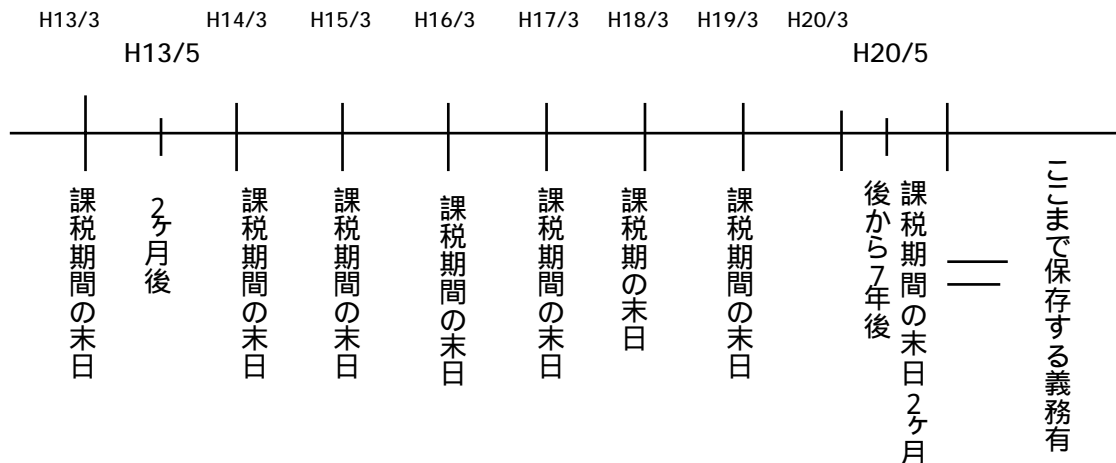 H13/3 H14/3 H15/3 H16/3 H17/3 H18/3 H19/3 H20/3
H13/5 H20/5
課税期間の末日
2ヶ月後
課税期間の末日
課税期間の末日
課税期間の末日
課税期間の末日
課税期の末日
課税期間の末日
課税期間の末日2ヶ月
後から7年後
ここまで保存する義務有